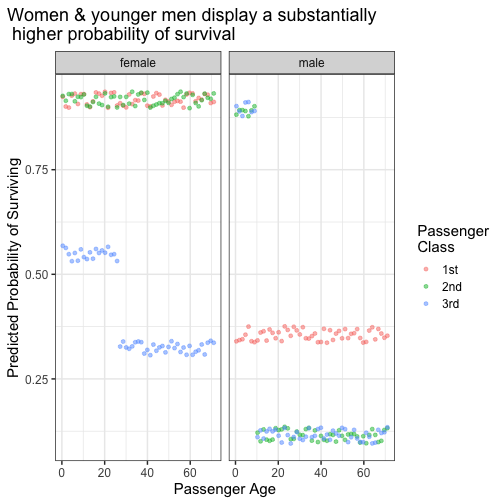 Women & younger men display a substantially
higher probability of survival
female male
Predicted Probability of Surviving
0.75
0.50
0.25
0 20 40 60 0 20 40 60
Passenger Age
Passenger
Class
1st
2nd
3rd